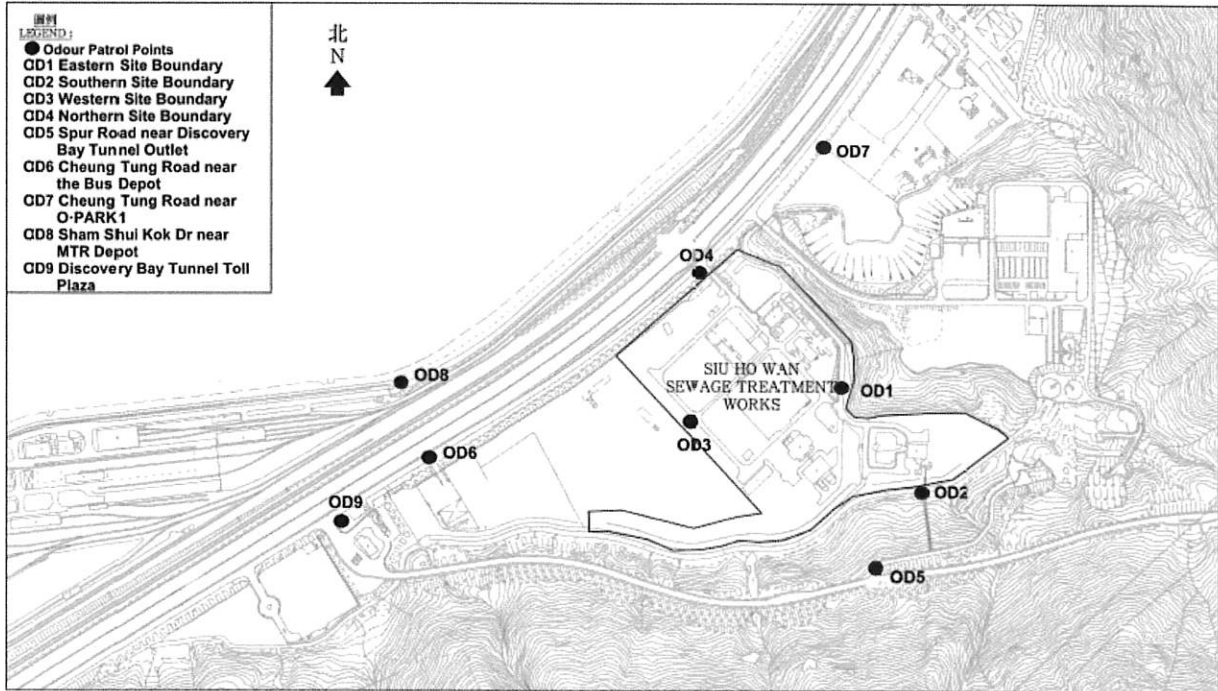 圖例
LEGEND :
Odour Patrol Points
OD1 Eastern Site Boundary
OD2 Southern Site Boundary
OD3 Western Site Boundary
OD4 Northern Site Boundary
OD5 Spur Road near Discovery
Bay Tunnel Outlet
OD6 Cheung Tung Road near
the Bus Depot
OD7 Cheung Tung Road near
O·PARK1
OD8 Sham Shui Kok Dr near
MTR Depot
OD9 Discovery Bay Tunnel Toll
Plaza
北
N
OD7
OD4
OD8
SIU HO WAN
SEWAGE TREATMENT
WORKS
OD1
OD3
OD6
OD2
OD9
OD5